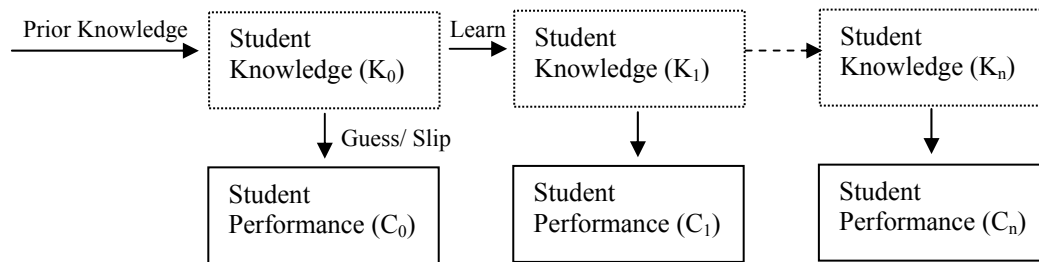 Prior Knowledge
Student
Knowledge (K₀)
Learn
Student
Knowledge (K₁)
Student
Knowledge (Kₙ)
Guess/ Slip
Student
Performance (C₀)
Student
Performance (C₁)
Student
Performance (Cₙ)